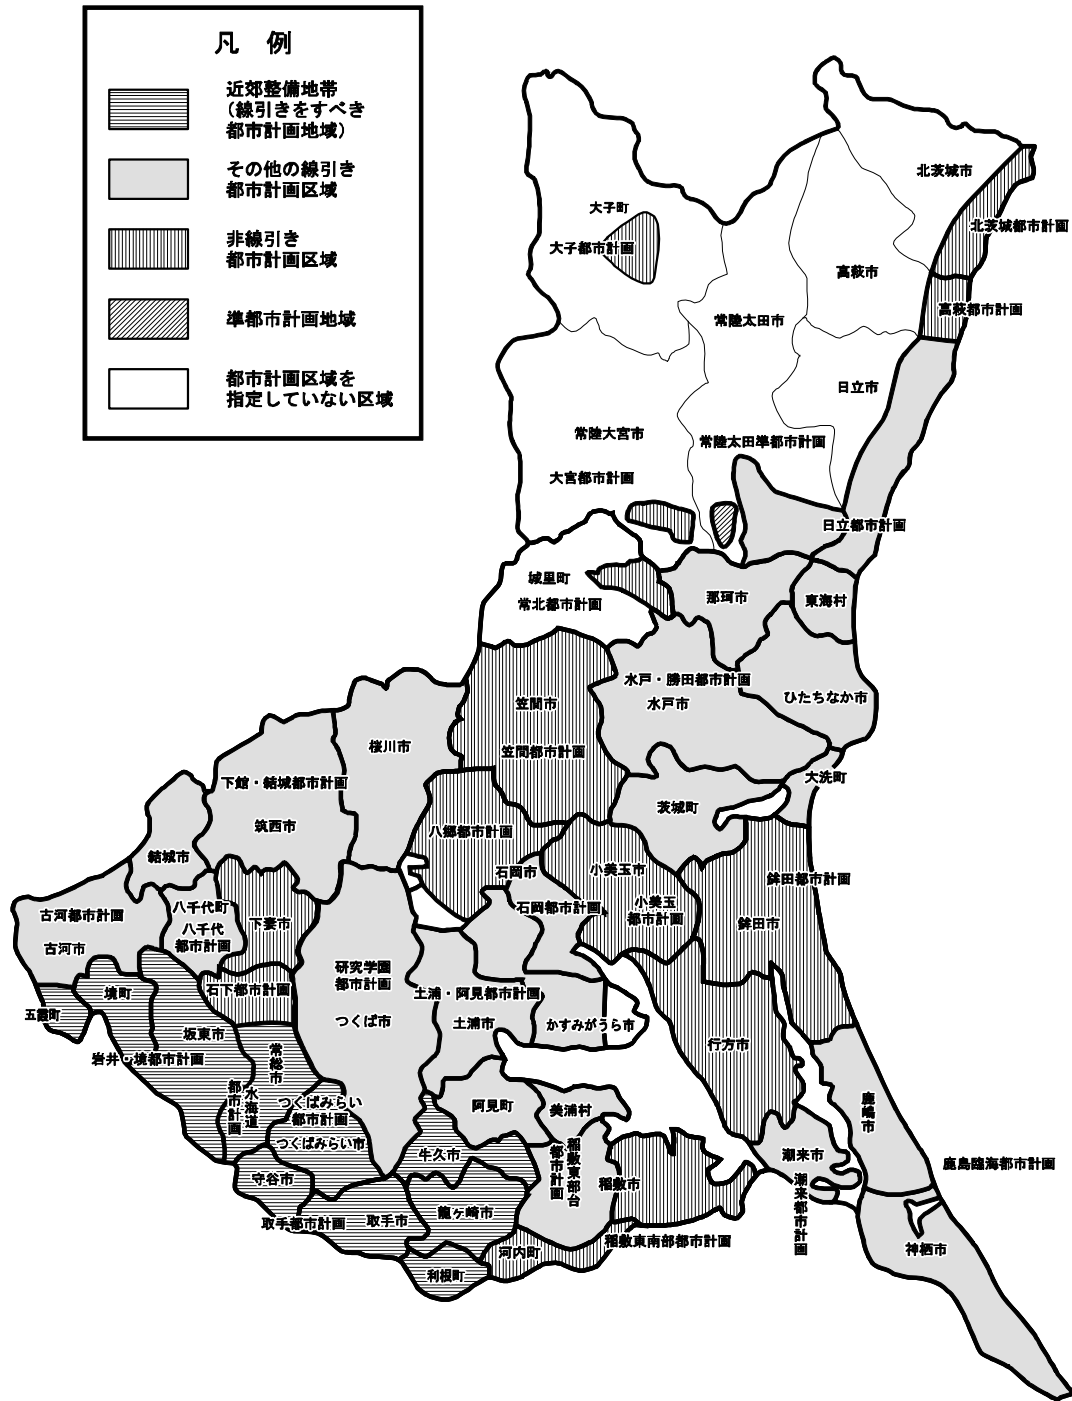 凡 例
近郊整備地帯
(線引きをすべき
都市計画地域)
その他の線引き
都市計画区域
非線引き
都市計画区域
準都市計画地域
都市計画区域を
指定していない区域
北茨城市
大子町
北茨城都市計画
大子都市計画
高萩市
高萩都市計画
常陸太田市
日立市
常陸大宮市
常陸太田準都市計画
大宮都市計画
日立都市計画
城里町
常北都市計画
那珂市
東海村
水戸・勝田都市計画
水戸市
ひたちなか市
笠間市
笠間都市計画
桜川市
大洗町
下館・結城都市計画
茨城町
筑西市
八郷都市計画
結城市
石岡市
小美玉市
鉾田都市計画
古河都市計画
八千代町
小美玉
都市計画
石岡都市計画
下妻市
鉾田市
古河市
八千代
都市計画
研究学園
都市計画
石下都市計画
境町
土浦・阿見都市計画
五霞町
つくば市
土浦市
かすみがうら市
坂東市
行方市
岩井・境都市計画
常総市
水海道
都市計画
つくばみらい
都市計画
阿見町
美浦村
鹿嶋市
つくばみらい市
牛久市
稲敷東部台
都市計画
潮来市
鹿島臨海都市計画
守谷市
稲敷市
潮来都市計画
龍ヶ崎市
取手都市計画
取手市
稲敷東南部都市計画
河内町
神栖市
利根町